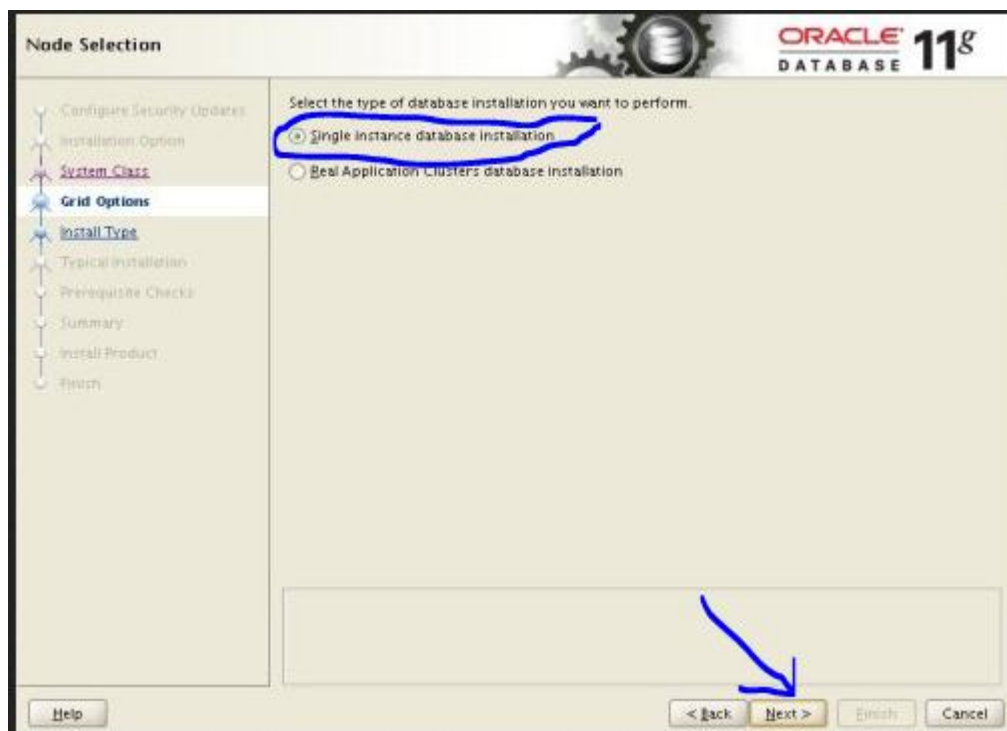 Node Selection
ORACLE
DATABASE
11g
Configure Security Updates
Installation Option
System Class
Grid Options
Install Type
Typical Installation
Prerequisite Checks
Summary
Install Product
Finish
Select the type of database installation you want to perform.
Single instance database installation
Real Application Clusters database installation
Help
< Back
Next >
Finish
Cancel